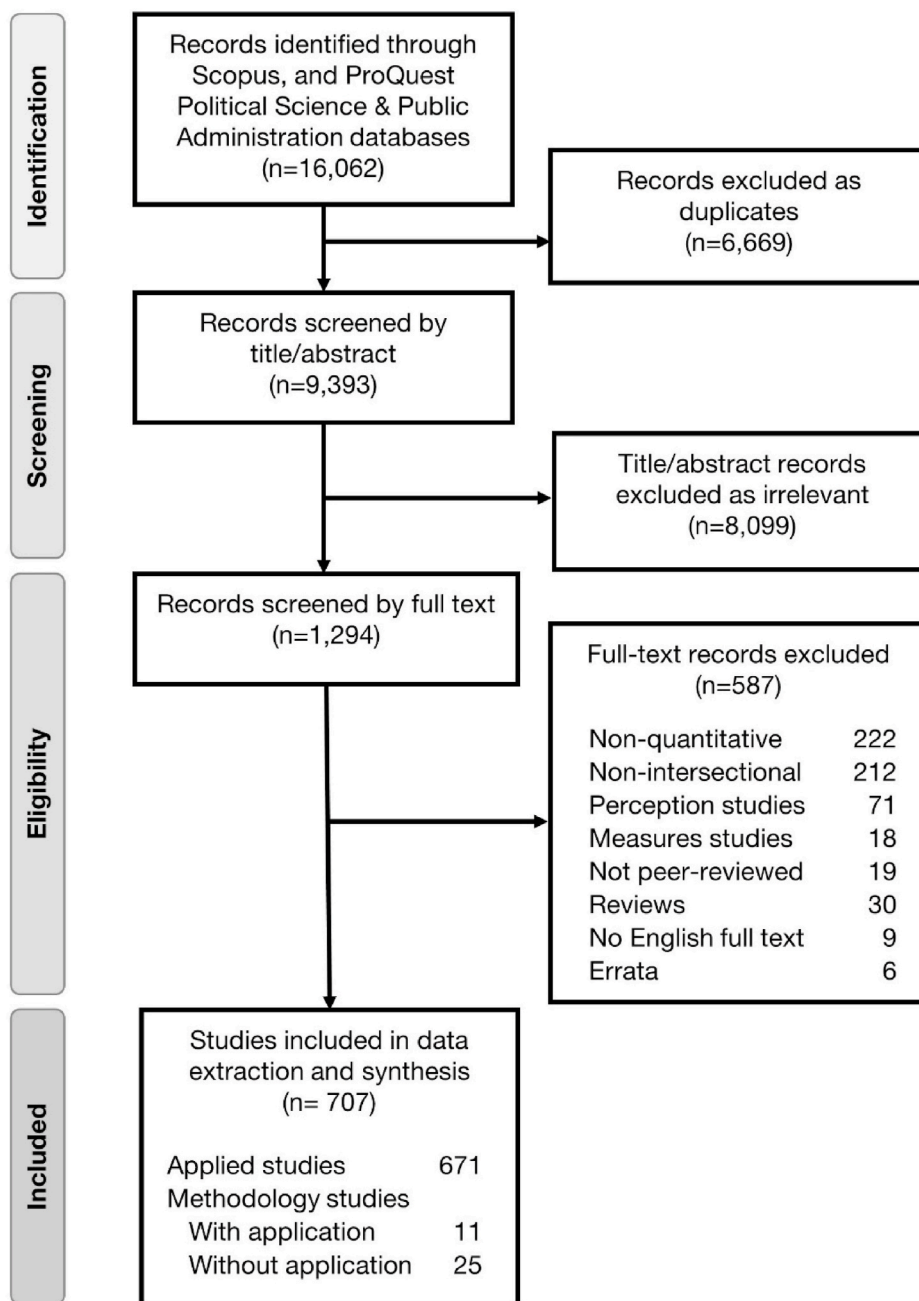 Identification
Records identified through
Scopus, and ProQuest
Political Science & Public
Administration databases
(n=16,062)
Records excluded as
duplicates
(n=6,669)
Screening
Records screened by
title/abstract
(n=9,393)
Title/abstract records
excluded as irrelevant
(n=8,099)
Eligibility
Records screened by full text
(n=1,294)
Full-text records excluded
(n=587)
Non-quantitative 222
Non-intersectional 212
Perception studies 71
Measures studies 18
Not peer-reviewed 19
Reviews 30
No English full text 9
Errata 6
Included
Studies included in data
extraction and synthesis
(n= 707)
Applied studies 671
Methodology studies
With application 11
Without application 25